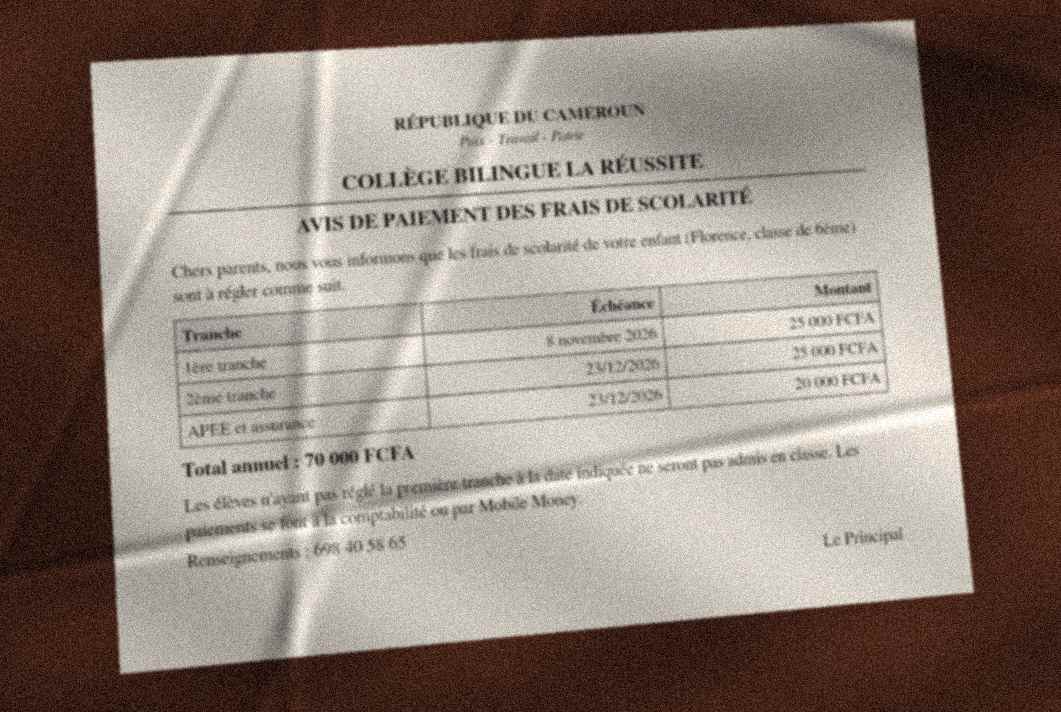 RÉPUBLIQUE DU CAMEROUN
Paix - Travail - Patrie
COLLÈGE BILINGUE LA RÉUSSITE
AVIS DE PAIEMENT DES FRAIS DE SCOLARITÉ
Chers parents, nous vous informons que les frais de scolarité de votre enfant (Florence, classe de 6ème)
sont à régler comme suit.
Tranche Échéance Montant
1ère tranche 8 novembre 2026 25 000 FCFA
2ème tranche 23/12/2026 25 000 FCFA
APEE et assurance 23/12/2026 20 000 FCFA
Total annuel : 70 000 FCFA
Les élèves n'ayant pas réglé la première tranche à la date indiquée ne seront pas admis en classe. Les
paiements se font à la comptabilité ou par Mobile Money.
Renseignements : 698 40 58 65
Le Principal